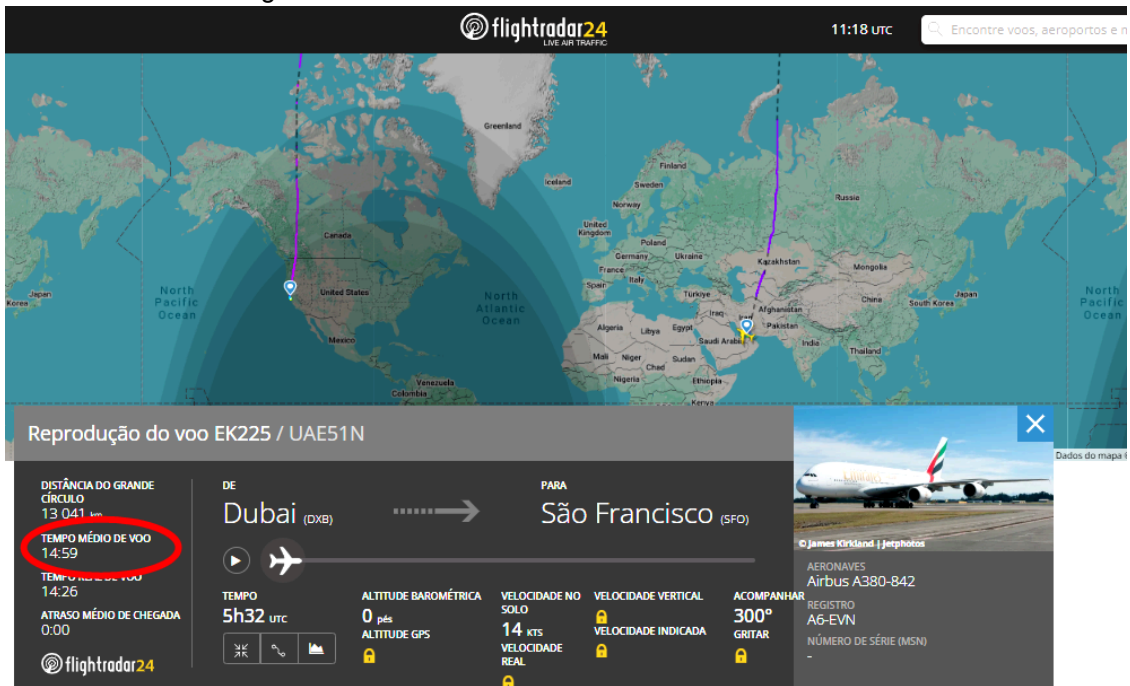 flightradar24
LIVE AIR TRAFFIC
11:18 UTC
Encontre voos, aeroportos e m
Greenland
Iceland
Finland
Sweden
Norway
Russia
United Kingdom
Poland
Germany
Ukraine
France
Kazakhstan
Mongolia
Spain
Italy
Türkiye
China
South Korea
Japan
Iraq
Iran
Afghanistan
Pakistan
Algeria
Libya
Egypt
Saudi Arabia
India
Thailand
Mali
Niger
Chad
Sudan
Nigeria
Ethiopia
Kenya
Canada
United States
Mexico
Venezuela
Colombia
North
Atlantic
Ocean
Japan
Korea
North
Pacific
Ocean
North
Pacific
Ocean
Dados do mapa
Reprodução do voo EK225 / UAE51N
DISTÂNCIA DO GRANDE
CÍRCULO
13 041 km
TEMPO MÉDIO DE VOO
14:59
TEMPO REAL DE VOO
14:26
ATRASO MÉDIO DE CHEGADA
0:00
flightradar24
DE
Dubai (DXB)
PARA
São Francisco (SFO)
TEMPO
5h32 UTC
ALTITUDE BAROMÉTRICA
0 pés
ALTITUDE GPS
VELOCIDADE NO
SOLO
14 KTS
VELOCIDADE
REAL
VELOCIDADE VERTICAL
VELOCIDADE INDICADA
ACOMPANHAR
300°
GRITAR
Emirates
© James Kirkland | Jetphotos
AERONAVES
Airbus A380-842
REGISTRO
A6-EVN
NÚMERO DE SÉRIE (MSN)
-